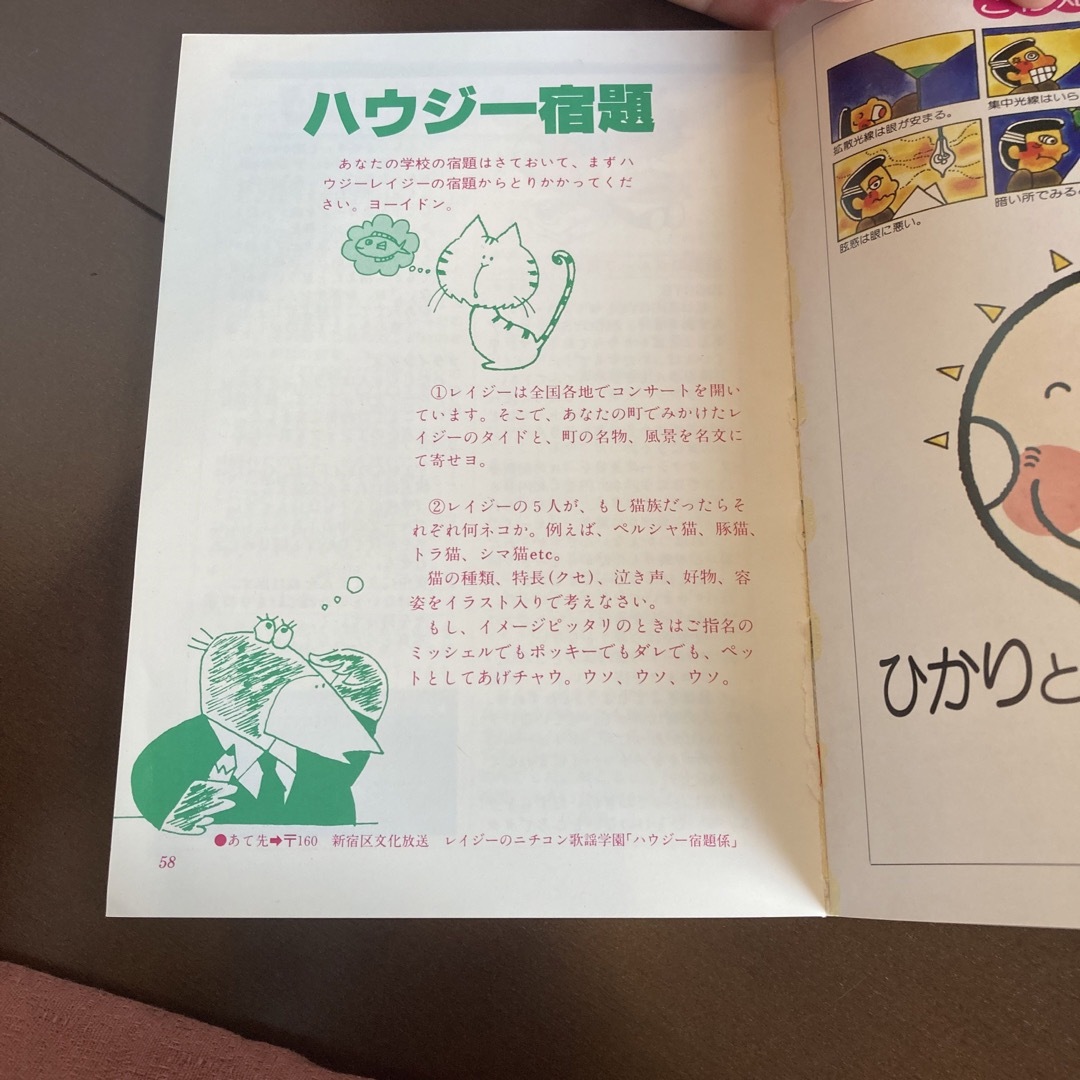 ハウジー宿題
あなたの学校の宿題はさておいて、まずハ
ウジーレイジーの宿題からとりかかってくだ
さい。ヨーイドン。
①レイジーは全国各地でコンサートを開い
ています。そこで、あなたの町でみかけたレ
イジーのタイドと、町の名物、風景を名文に
て寄せヨ。
②レイジーの5人が、もし猫族だったらそ
れぞれ何ネコか。例えば、ペルシャ猫、豚猫、
トラ猫、シマ猫etc。
猫の種類、特長(クセ)、泣き声、好物、容
姿をイラスト入りで考えなさい。
もし、イメージピッタリのときはご指名の
ミッシェルでもポッキーでもダレでも、ペッ
トとしてあげチャウ。ウソ、ウソ、ウソ。
●あて先➡〒160 新宿区文化放送 レイジーのニチコン歌謡学園「ハウジー宿題係」
58
拡散光線は眼が安まる。
集中光線はいら
眩惑は眼に悪い。
暗い所でみる
ひかりと